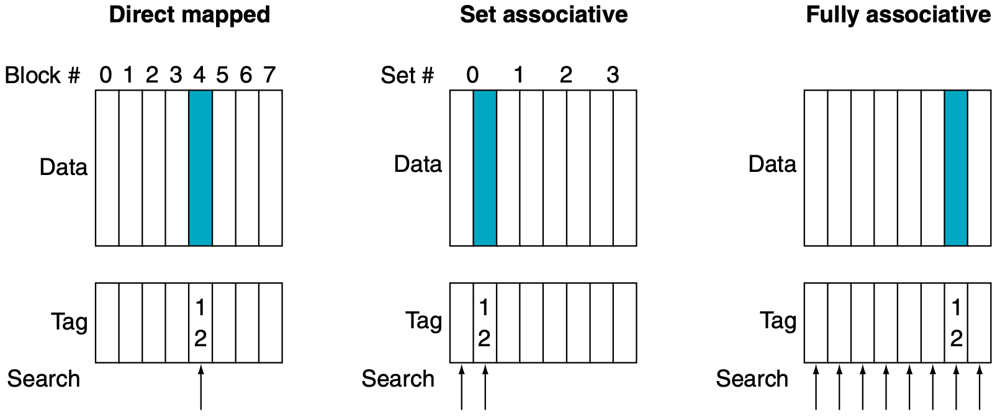 Direct mapped
Block # 0 1 2 3 4 5 6 7
Data
Tag
1
2
Search
Set associative
Set # 0 1 2 3
Data
Tag
1
2
Search
Fully associative
Data
Tag
1
2
Search